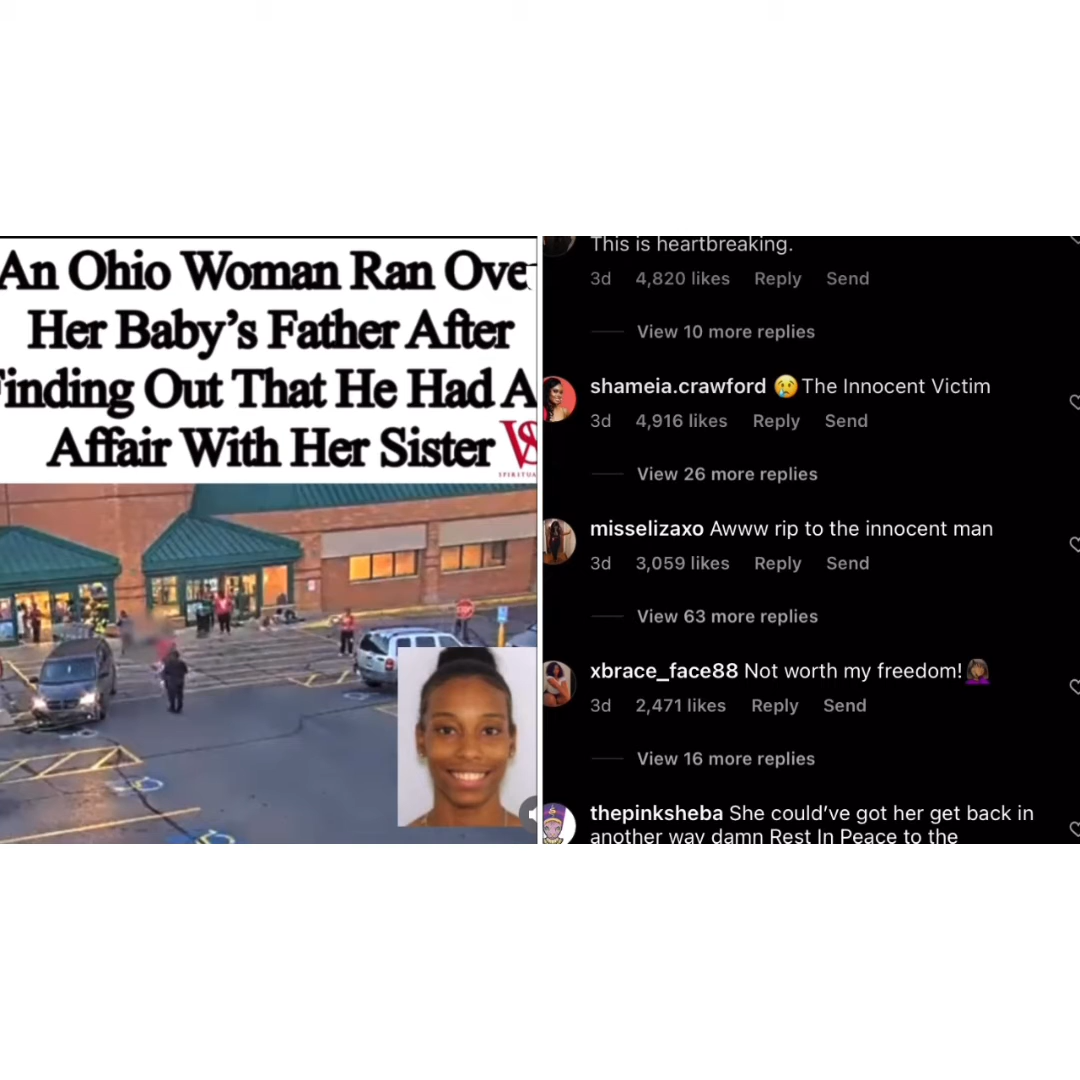 An Ohio Woman Ran Ove
Her Baby's Father After
Finding Out That He Had A
Affair With Her Sister
VS
SPIRITUA
STOP
This is heartbreaking.
3d 4,820 likes Reply Send
View 10 more replies
shameia.crawford 😢The Innocent Victim
3d 4,916 likes Reply Send
View 26 more replies
misselizaxo Awww rip to the innocent man
3d 3,059 likes Reply Send
View 63 more replies
xbrace_face88 Not worth my freedom!🤦🏾‍♀️
3d 2,471 likes Reply Send
View 16 more replies
thepinksheba She could've got her get back in
another way damn Rest In Peace to the